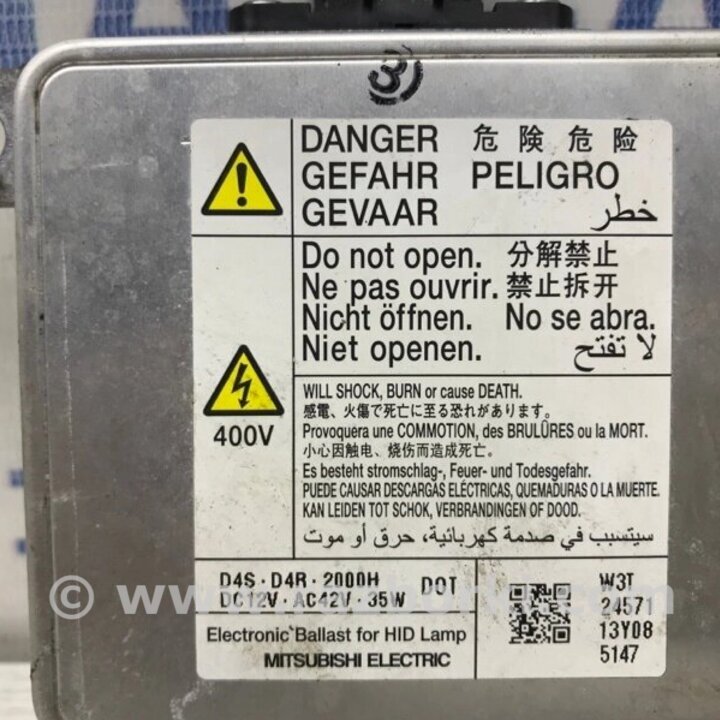 3
DANGER 危険 危险
GEFAHR PELIGRO
GEVAAR خطر
Do not open. 分解禁止
Ne pas ouvrir. 禁止拆开
Nicht öffnen. No se abra.
Niet openen. لا تفتح
400V
WILL SHOCK, BURN or cause DEATH.
感電、火傷で死亡に至る恐れがあります。
Provoquera une COMMOTION, des BRULÛRES ou la MORT.
小心因触电、烧伤而造成死亡。
Es besteht stromschlag-, Feuer- und Todesgefahr.
PUEDE CAUSAR DESCARGAS ELÉCTRICAS, QUEMADURAS O LA MUERTE.
KAN LEIDEN TOT SCHOK, VERBRANDINGEN OF DOOD.
سيتسبب في صدمة كهربائية، حرق أو موت
D4S・D4R・2000H DOT
DC12V・AC42V・35W
Electronic Ballast for HID Lamp
MITSUBISHI ELECTRIC
W3T
24571
13Y08
5147